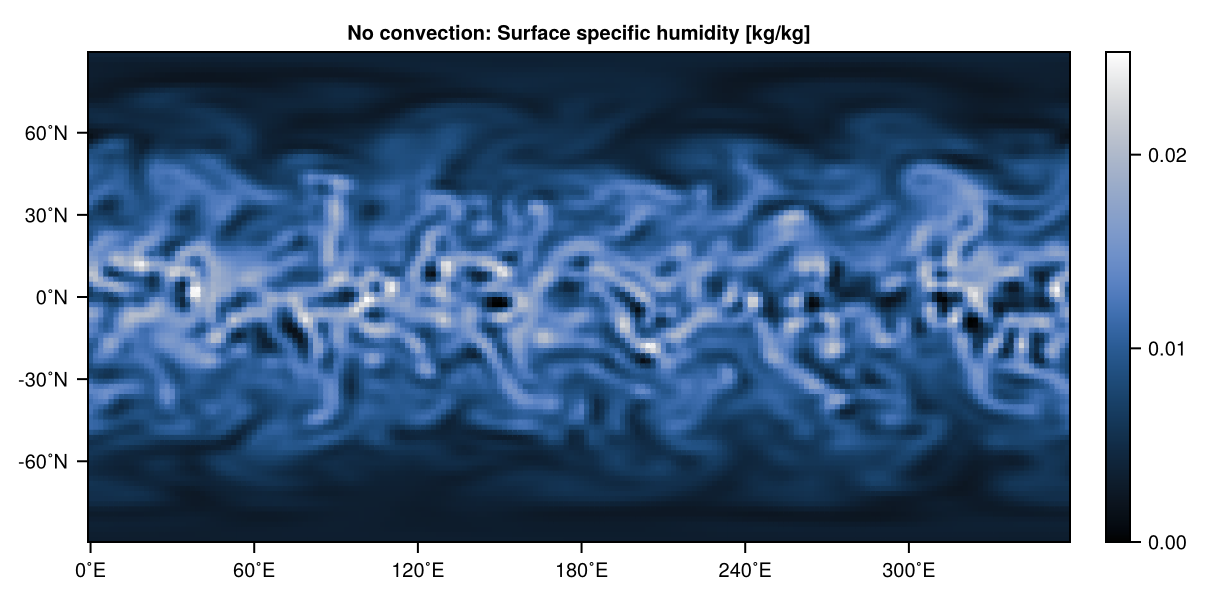 No convection: Surface specific humidity [kg/kg]
60˚N
30˚N
0˚N
-30˚N
-60˚N
0˚E
60˚E
120˚E
180˚E
240˚E
300˚E
0.02
0.01
0.00